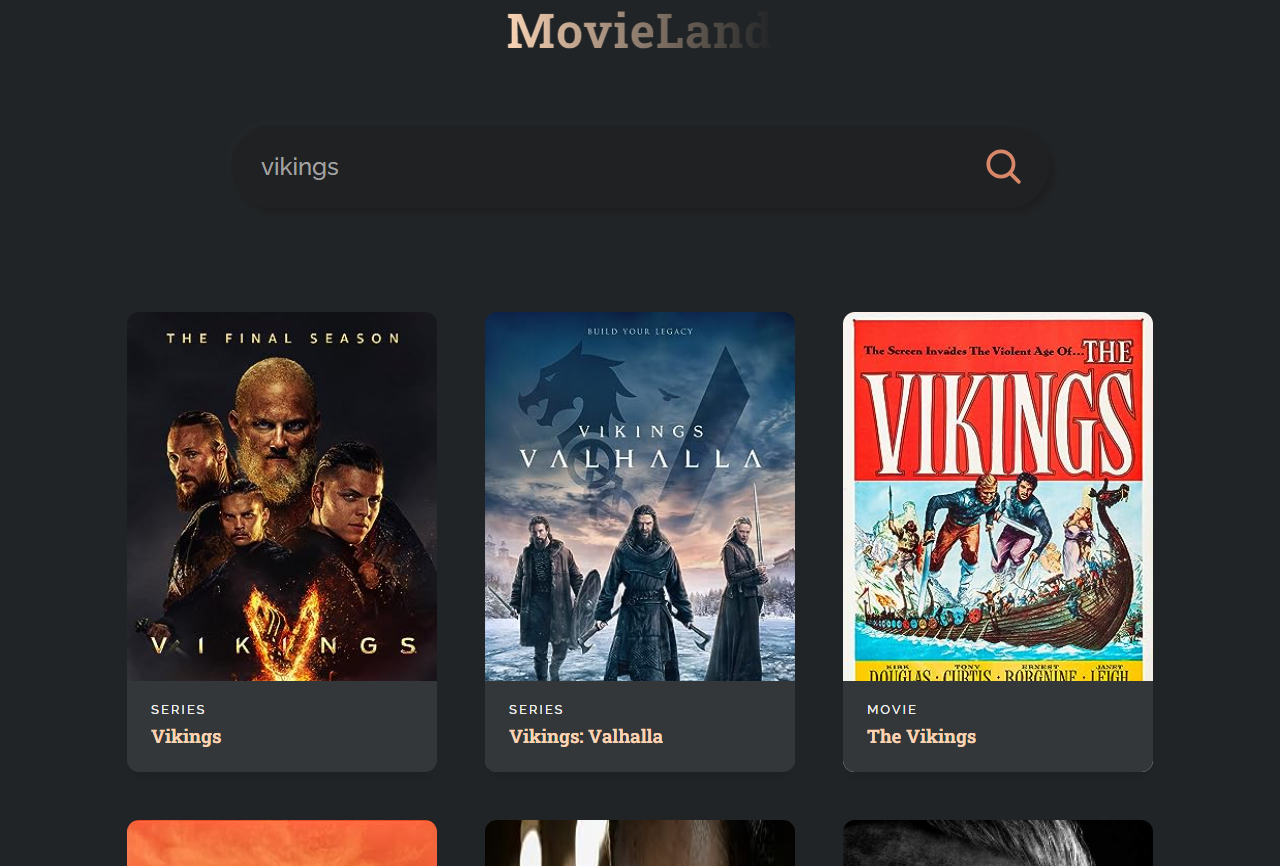 MovieLand
vikings
THE FINAL SEASON
VIKINGS
SERIES
Vikings
BUILD YOUR LEGACY
VIKINGS
VALHALLA
SERIES
Vikings: Valhalla
The Screen Invades The Violent Age Of...THE
VIKINGS
KIRK TONY ERNEST JANET
DOUGLAS · CURTIS · BORGNINE · LEIGH
MOVIE
The Vikings